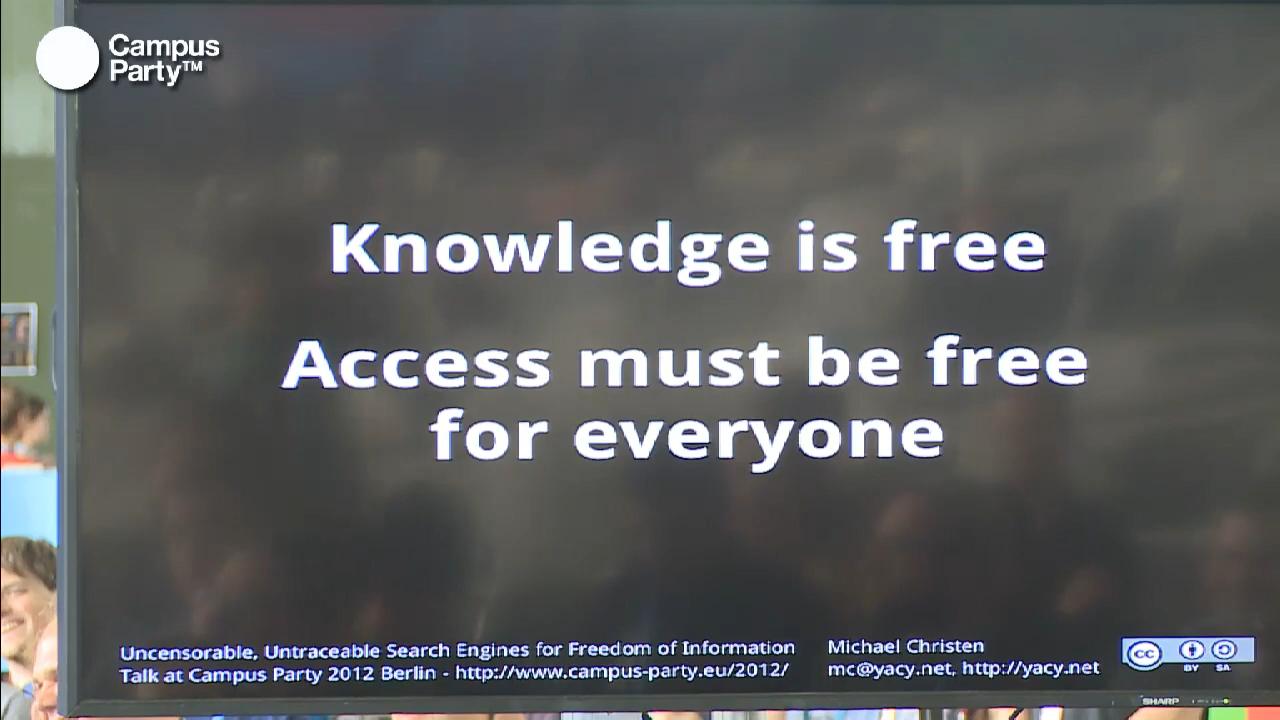 Campus
Party™
Knowledge is free
Access must be free
for everyone
Uncensorable, Untraceable Search Engines for Freedom of Information
Talk at Campus Party 2012 Berlin - http://www.campus-party.eu/2012/
Michael Christen
mc@yacy.net, http://yacy.net
cc
BY SA
SHARP